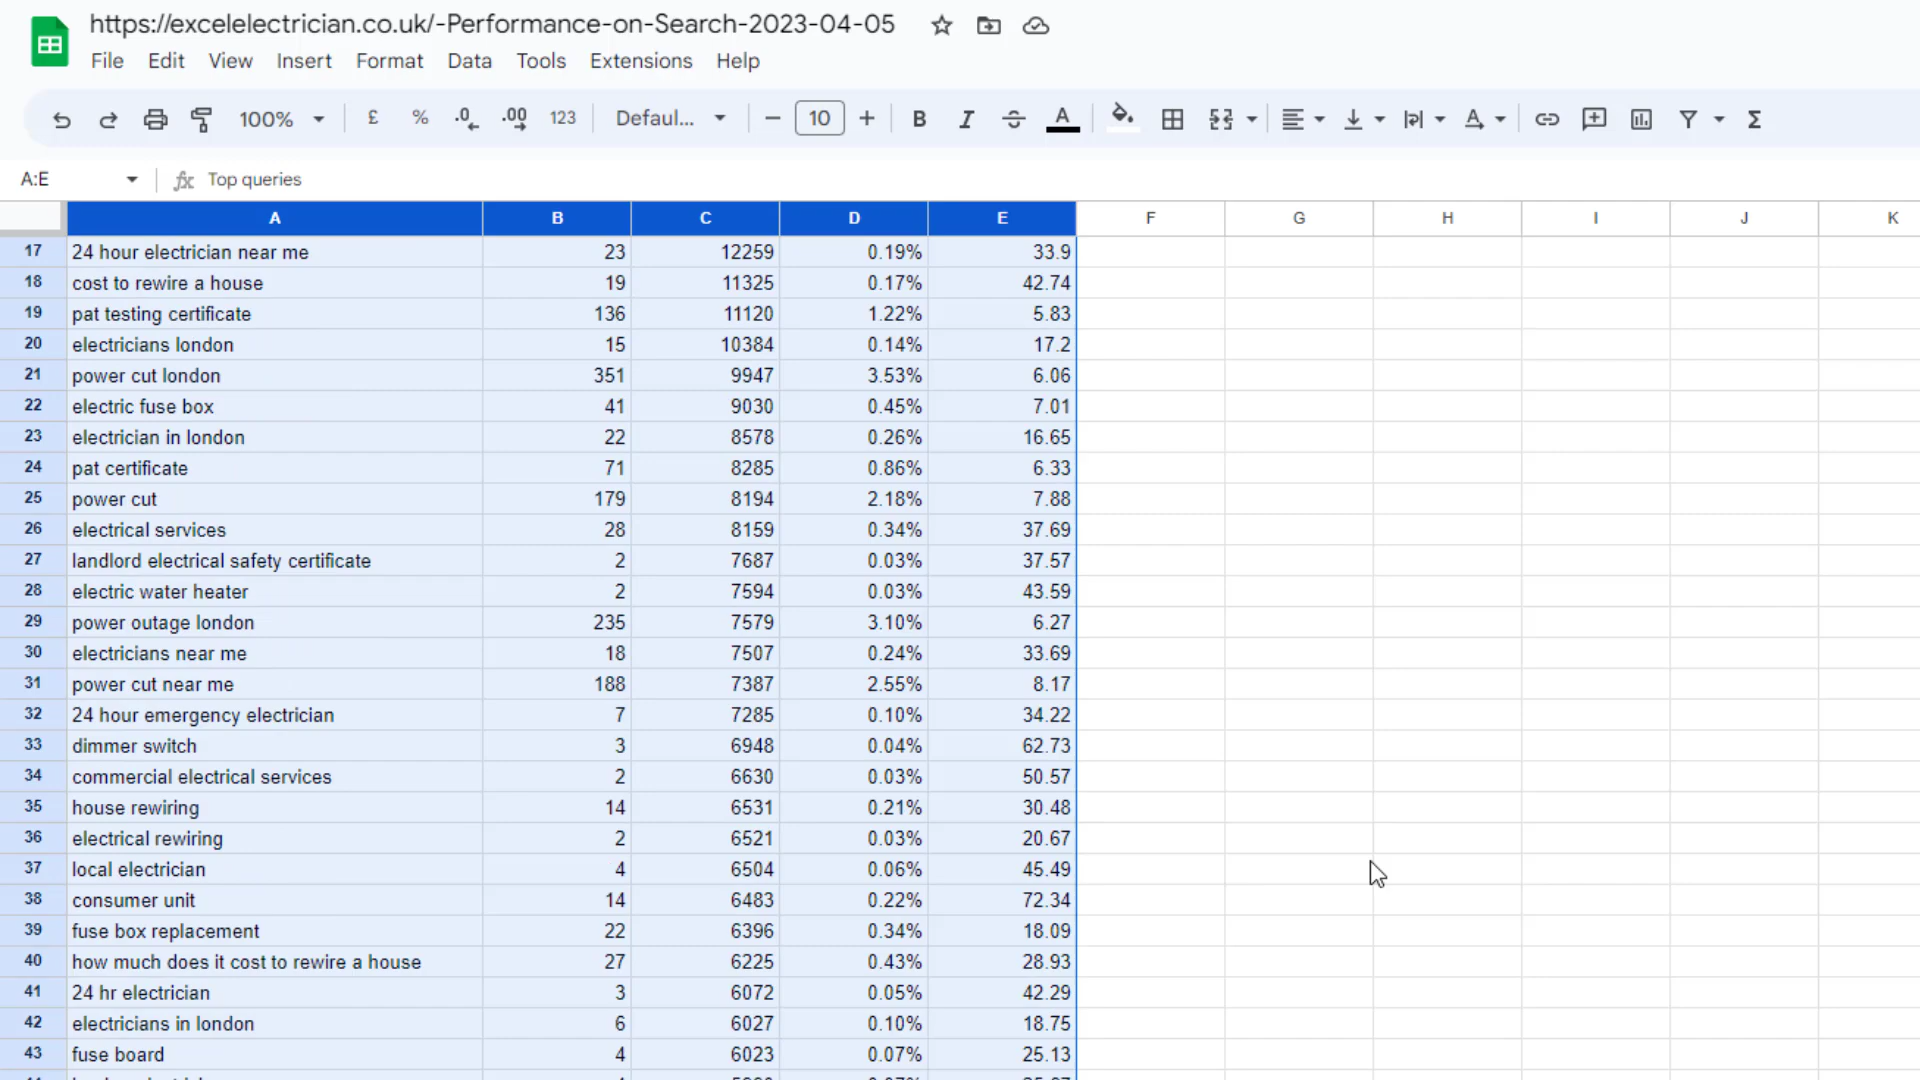 https://excelelectrician.co.uk/-Performance-on-Search-2023-04-05
File Edit View Insert Format Data Tools Extensions Help
100% £ % .0 .00 123 Defaul... − 10 + B I S A Σ
A:E fx Top queries
A B C D E F G H I J K
17 24 hour electrician near me 23 12259 0.19% 33.9
18 cost to rewire a house 19 11325 0.17% 42.74
19 pat testing certificate 136 11120 1.22% 5.83
20 electricians london 15 10384 0.14% 17.2
21 power cut london 351 9947 3.53% 6.06
22 electric fuse box 41 9030 0.45% 7.01
23 electrician in london 22 8578 0.26% 16.65
24 pat certificate 71 8285 0.86% 6.33
25 power cut 179 8194 2.18% 7.88
26 electrical services 28 8159 0.34% 37.69
27 landlord electrical safety certificate 2 7687 0.03% 37.57
28 electric water heater 2 7594 0.03% 43.59
29 power outage london 235 7579 3.10% 6.27
30 electricians near me 18 7507 0.24% 33.69
31 power cut near me 188 7387 2.55% 8.17
32 24 hour emergency electrician 7 7285 0.10% 34.22
33 dimmer switch 3 6948 0.04% 62.73
34 commercial electrical services 2 6630 0.03% 50.57
35 house rewiring 14 6531 0.21% 30.48
36 electrical rewiring 2 6521 0.03% 20.67
37 local electrician 4 6504 0.06% 45.49
38 consumer unit 14 6483 0.22% 72.34
39 fuse box replacement 22 6396 0.34% 18.09
40 how much does it cost to rewire a house 27 6225 0.43% 28.93
41 24 hr electrician 3 6072 0.05% 42.29
42 electricians in london 6 6027 0.10% 18.75
43 fuse board 4 6023 0.07% 25.13